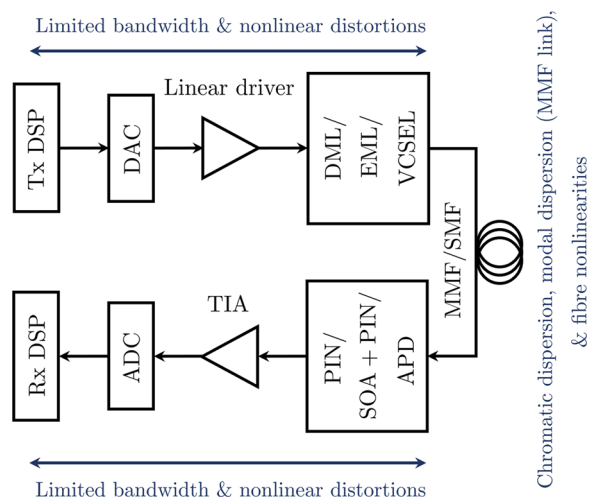 Limited bandwidth & nonlinear distortions
Linear driver
Tx DSP
DAC
DML/
EML/
VCSEL
MMF/SMF
Chromatic dispersion, modal dispersion (MMF link),
& fibre nonlinearities
TIA
Rx DSP
ADC
PIN/
SOA + PIN/
APD
Limited bandwidth & nonlinear distortions